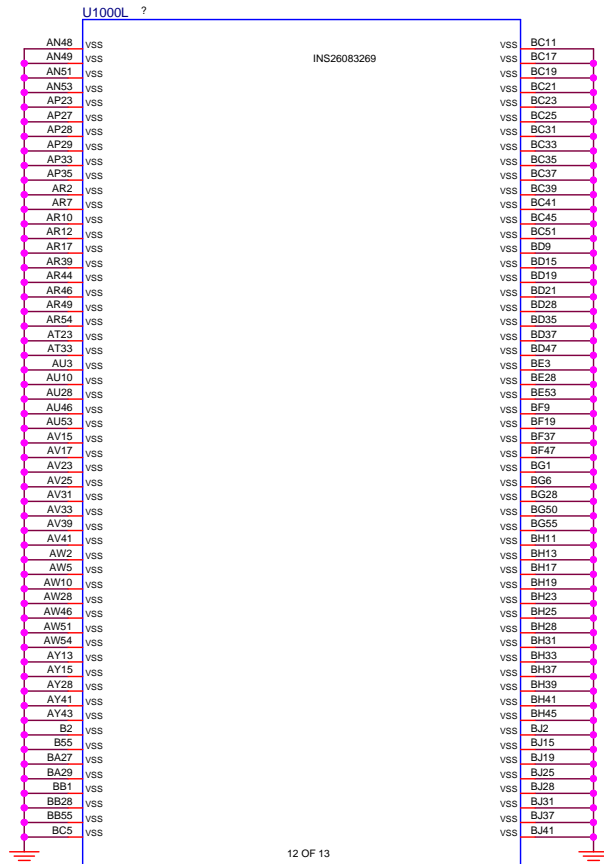 U1000L ?
AN48 VSS VSS BC11
AN49 VSS INS26083269 VSS BC17
AN51 VSS VSS BC19
AN53 VSS VSS BC21
AP23 VSS VSS BC23
AP27 VSS VSS BC25
AP28 VSS VSS BC31
AP29 VSS VSS BC33
AP33 VSS VSS BC35
AP35 VSS VSS BC37
AR2 VSS VSS BC39
AR7 VSS VSS BC41
AR10 VSS VSS BC45
AR12 VSS VSS BC51
AR17 VSS VSS BD9
AR39 VSS VSS BD15
AR44 VSS VSS BD19
AR46 VSS VSS BD21
AR49 VSS VSS BD28
AR54 VSS VSS BD35
AT23 VSS VSS BD37
AT33 VSS VSS BD47
AU3 VSS VSS BE3
AU10 VSS VSS BE28
AU28 VSS VSS BE53
AU46 VSS VSS BF9
AU53 VSS VSS BF19
AV15 VSS VSS BF37
AV17 VSS VSS BF47
AV23 VSS VSS BG1
AV25 VSS VSS BG6
AV31 VSS VSS BG28
AV33 VSS VSS BG50
AV39 VSS VSS BG55
AV41 VSS VSS BH11
AW2 VSS VSS BH13
AW5 VSS VSS BH17
AW10 VSS VSS BH19
AW28 VSS VSS BH23
AW46 VSS VSS BH25
AW51 VSS VSS BH28
AW54 VSS VSS BH31
AY13 VSS VSS BH33
AY15 VSS VSS BH37
AY28 VSS VSS BH39
AY41 VSS VSS BH41
AY43 VSS VSS BH45
B2 VSS VSS BJ2
B55 VSS VSS BJ15
BA27 VSS VSS BJ19
BA29 VSS VSS BJ25
BB1 VSS VSS BJ28
BB28 VSS VSS BJ31
BB55 VSS VSS BJ37
BC5 VSS VSS BJ41
12 OF 13